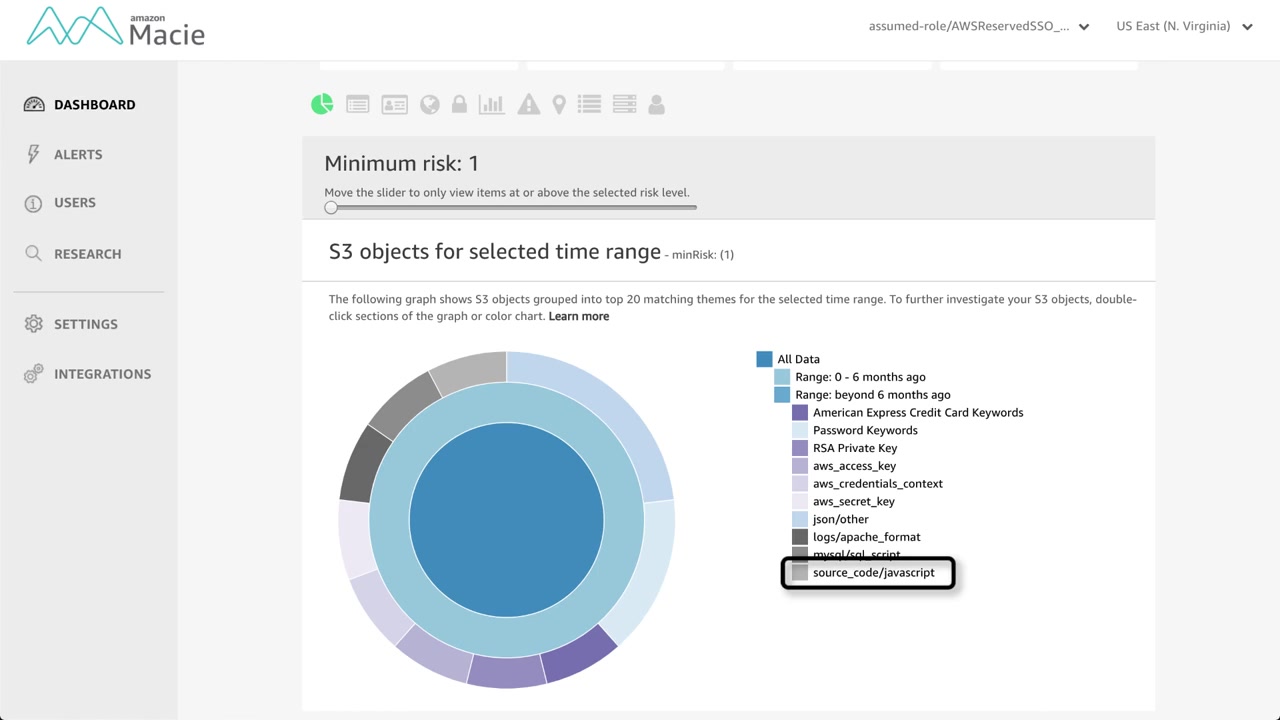 amazon
Macie
assumed-role/AWSReservedSSO_...
US East (N. Virginia)
DASHBOARD
ALERTS
USERS
RESEARCH
SETTINGS
INTEGRATIONS
Minimum risk: 1
Move the slider to only view items at or above the selected risk level.
S3 objects for selected time range - minRisk: (1)
The following graph shows S3 objects grouped into top 20 matching themes for the selected time range. To further investigate your S3 objects, double-
click sections of the graph or color chart. Learn more
All Data
Range: 0 - 6 months ago
Range: beyond 6 months ago
American Express Credit Card Keywords
Password Keywords
RSA Private Key
aws_access_key
aws_credentials_context
aws_secret_key
json/other
logs/apache_format
mysql/sql_script
source_code/javascript